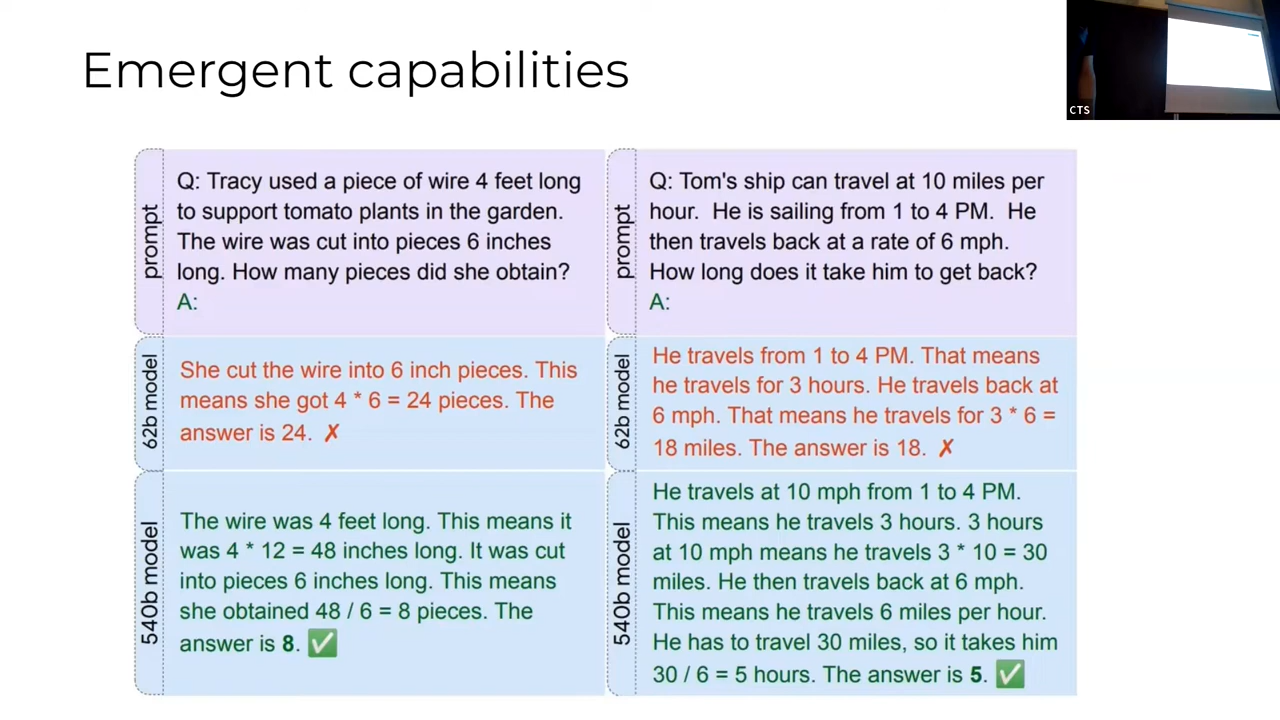 Emergent capabilities
CTS
prompt
Q: Tracy used a piece of wire 4 feet long
to support tomato plants in the garden.
The wire was cut into pieces 6 inches
long. How many pieces did she obtain?
A:
62b model
She cut the wire into 6 inch pieces. This
means she got 4 * 6 = 24 pieces. The
answer is 24. ✗
540b model
The wire was 4 feet long. This means it
was 4 * 12 = 48 inches long. It was cut
into pieces 6 inches long. This means
she obtained 48 / 6 = 8 pieces. The
answer is 8. ✅
prompt
Q: Tom's ship can travel at 10 miles per
hour. He is sailing from 1 to 4 PM. He
then travels back at a rate of 6 mph.
How long does it take him to get back?
A:
62b model
He travels from 1 to 4 PM. That means
he travels for 3 hours. He travels back at
6 mph. That means he travels for 3 * 6 =
18 miles. The answer is 18. ✗
540b model
He travels at 10 mph from 1 to 4 PM.
This means he travels 3 hours. 3 hours
at 10 mph means he travels 3 * 10 = 30
miles. He then travels back at 6 mph.
This means he travels 6 miles per hour.
He has to travel 30 miles, so it takes him
30 / 6 = 5 hours. The answer is 5. ✅